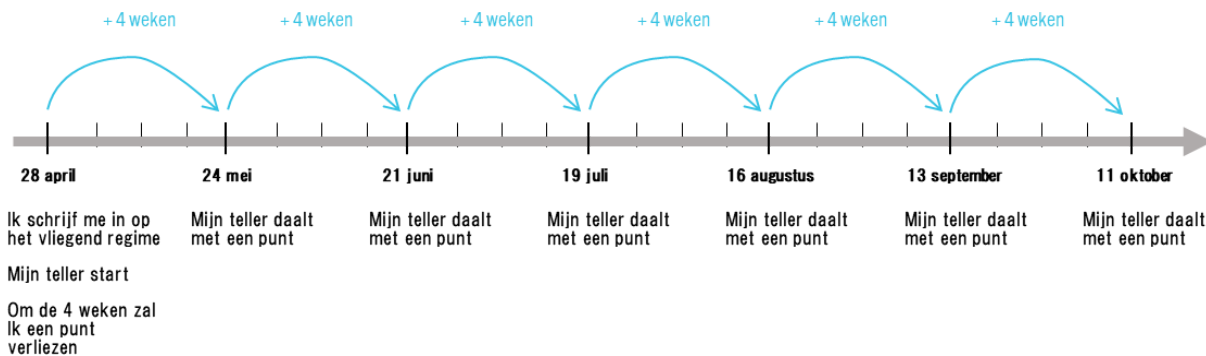 + 4 weken
+ 4 weken
+ 4 weken
+ 4 weken
+ 4 weken
+ 4 weken
28 april
24 mei
21 juni
19 juli
16 augustus
13 september
11 oktober
Ik schrijf me in op
het vliegend regime
Mijn teller start
Om de 4 weken zal
Ik een punt
verliezen
Mijn teller daalt
met een punt
Mijn teller daalt
met een punt
Mijn teller daalt
met een punt
Mijn teller daalt
met een punt
Mijn teller daalt
met een punt
Mijn teller daalt
met een punt